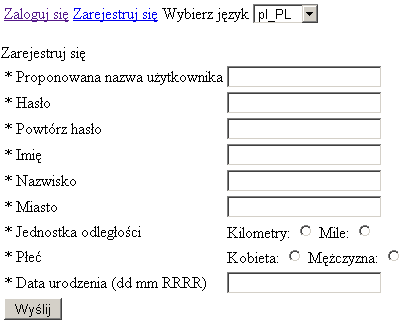 Zaloguj się Zarejestruj się Wybierz język pl_PL
Zarejestruj się
* Proponowana nazwa użytkownika
* Hasło
* Powtórz hasło
* Imię
* Nazwisko
* Miasto
* Jednostka odległości Kilometry: Mile:
* Płeć Kobieta: Mężczyzna:
* Data urodzenia (dd mm RRRR)
Wyślij